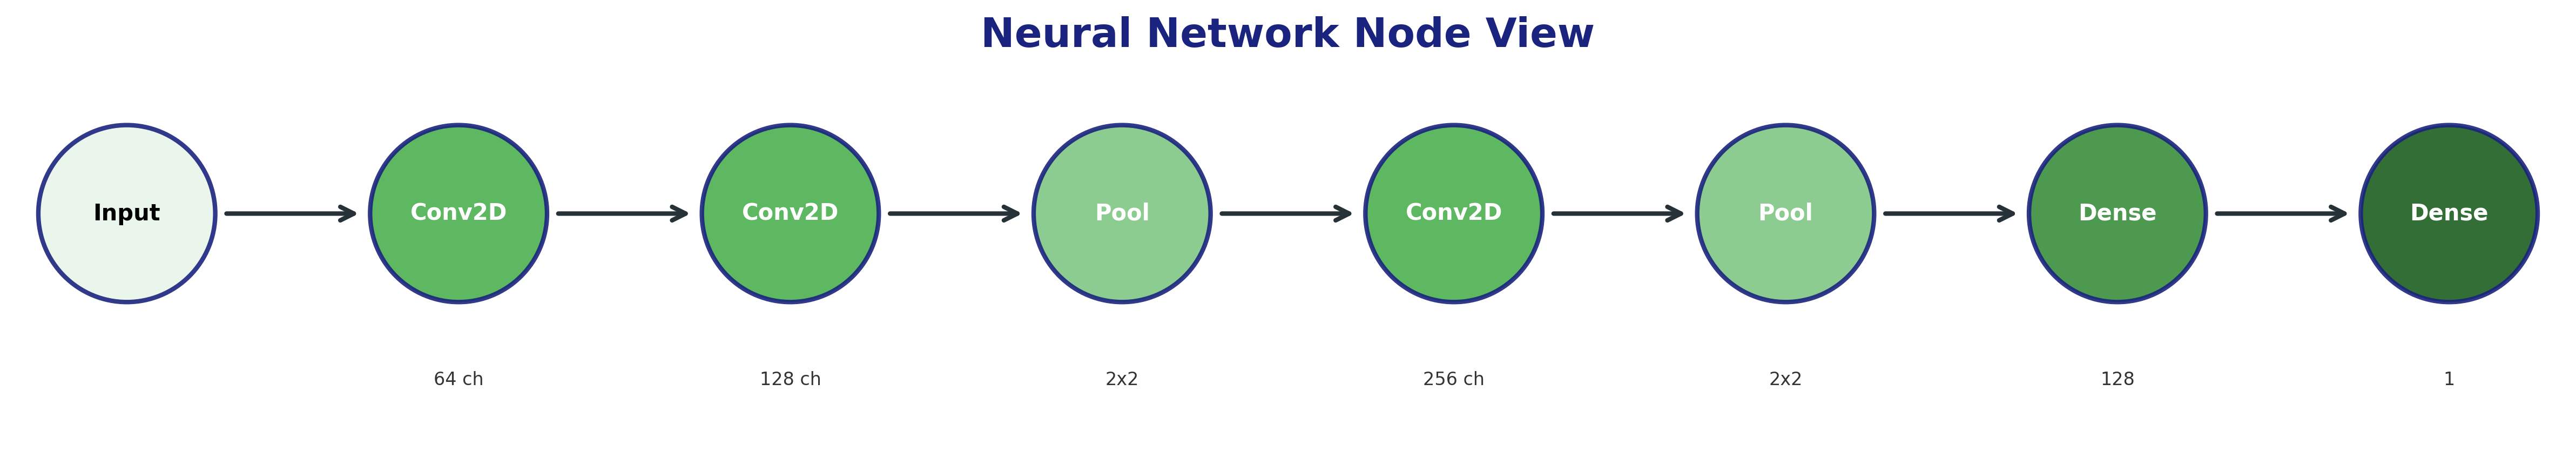 Neural Network Node View
Input
Conv2D
Conv2D
Pool
Conv2D
Pool
Dense
Dense
64 ch
128 ch
2x2
256 ch
2x2
128
1